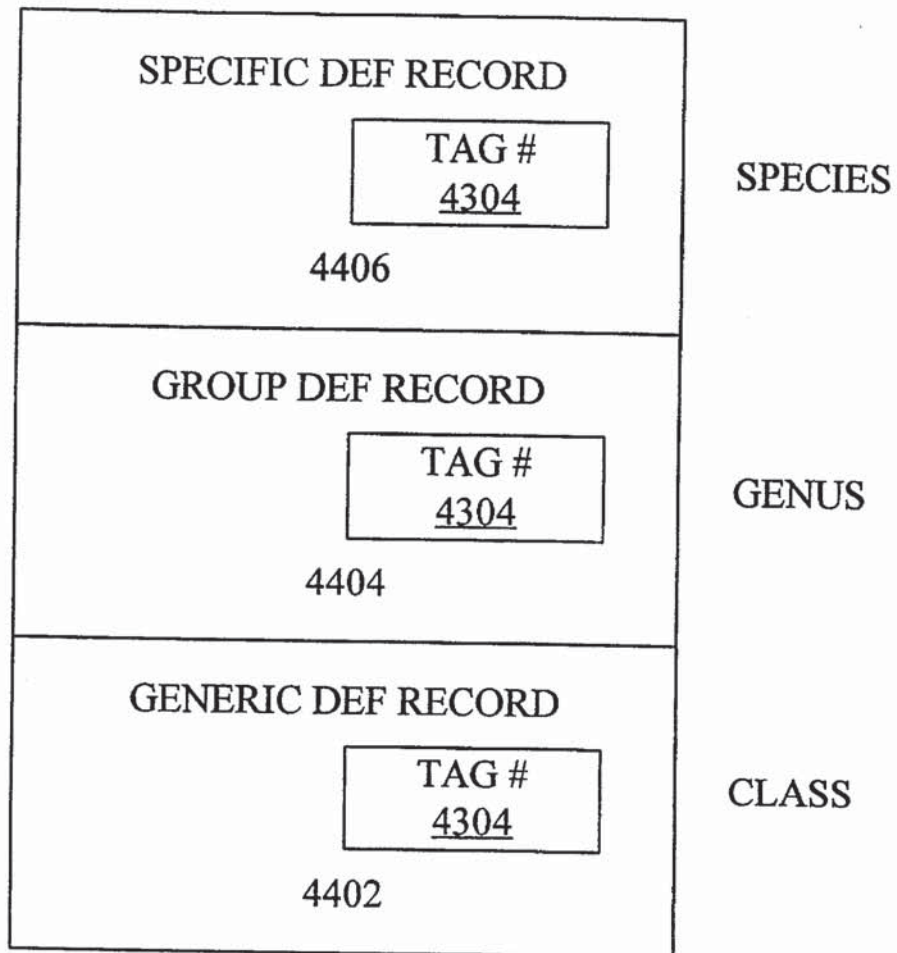 SPECIFIC DEF RECORD
TAG #
4304
SPECIES
4406
GROUP DEF RECORD
TAG #
4304
GENUS
4404
GENERIC DEF RECORD
TAG #
4304
CLASS
4402